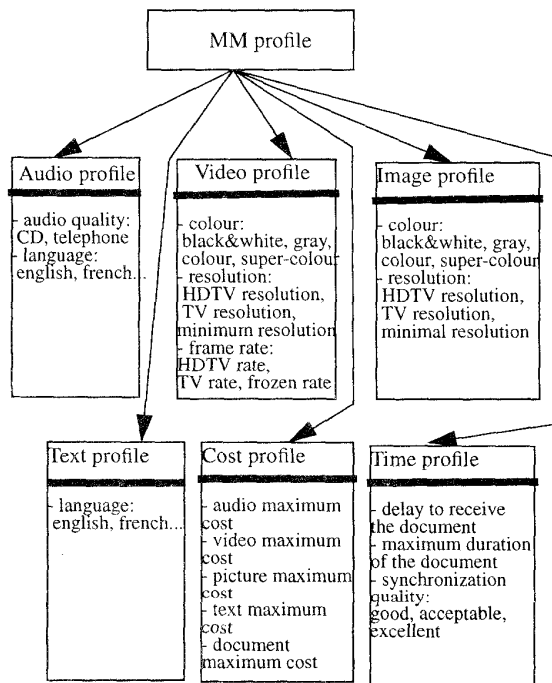 MM profile
Audio profile
- audio quality:
CD, telephone
- language:
english, french...
Video profile
- colour:
black&white, gray,
colour, super-colour
- resolution:
HDTV resolution,
TV resolution,
minimum resolution
- frame rate:
HDTV rate,
TV rate, frozen rate
Image profile
- colour:
black&white, gray,
colour, super-colour
- resolution:
HDTV resolution,
TV resolution,
minimal resolution
Text profile
- language:
english, french...
Cost profile
- audio maximum
cost
- video maximum
cost
- picture maximum
cost
- text maximum
cost
- document
maximum cost
Time profile
- delay to receive
the document
- maximum duration
of the document
- synchronization
quality:
good, acceptable,
excellent